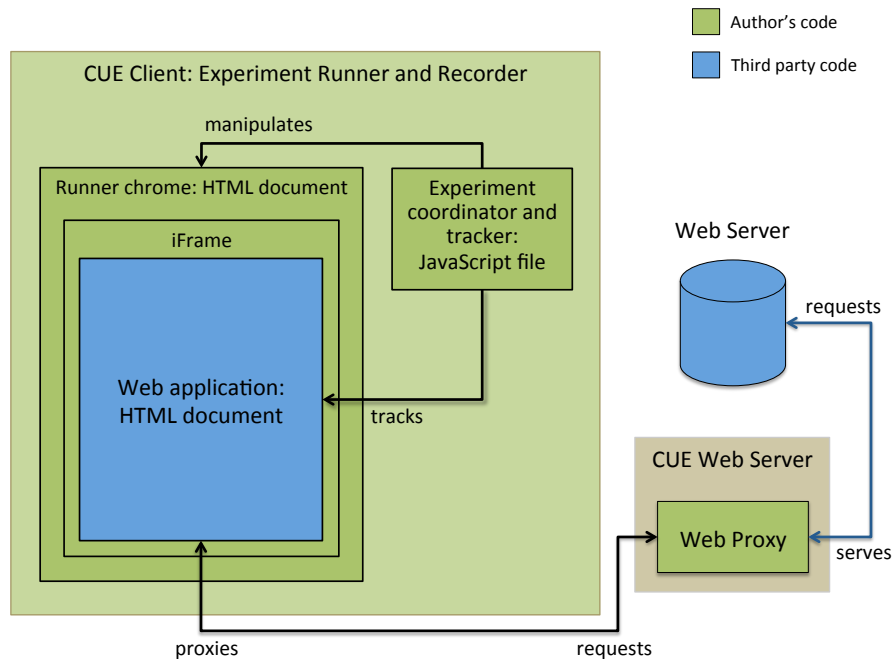 Author's code
Third party code
CUE Client: Experiment Runner and Recorder
manipulates
Runner chrome: HTML document
iFrame
Web application:
HTML document
Experiment
coordinator and
tracker:
JavaScript file
tracks
Web Server
requests
CUE Web Server
Web Proxy
serves
proxies
requests